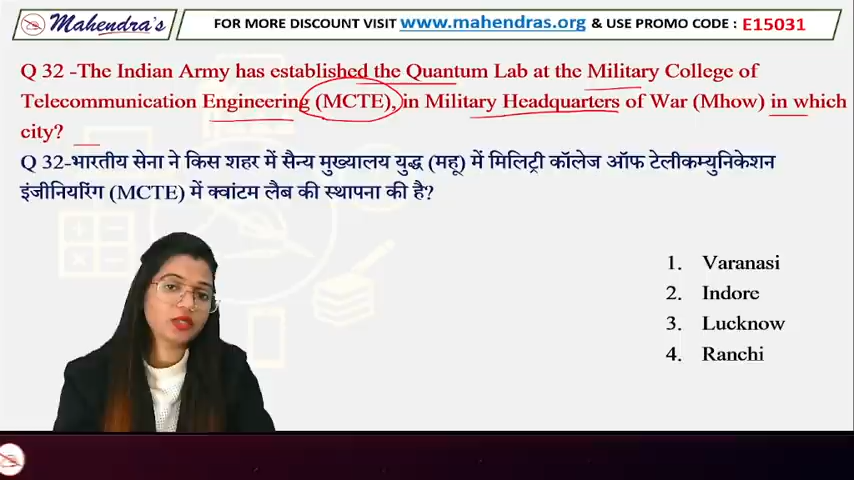 Mahendra's
FOR MORE DISCOUNT VISIT www.mahendras.org & USE PROMO CODE : E15031
Q 32 -The Indian Army has established the Quantum Lab at the Military College of
Telecommunication Engineering (MCTE), in Military Headquarters of War (Mhow) in which
city?
Q 32-भारतीय सेना ने किस शहर में सैन्य मुख्यालय युद्ध (महू) में मिलिट्री कॉलेज ऑफ टेलीकम्युनिकेशन
इंजीनियरिंग (MCTE) में क्वांटम लैब की स्थापना की है?
1. Varanasi
2. Indore
3. Lucknow
4. Ranchi